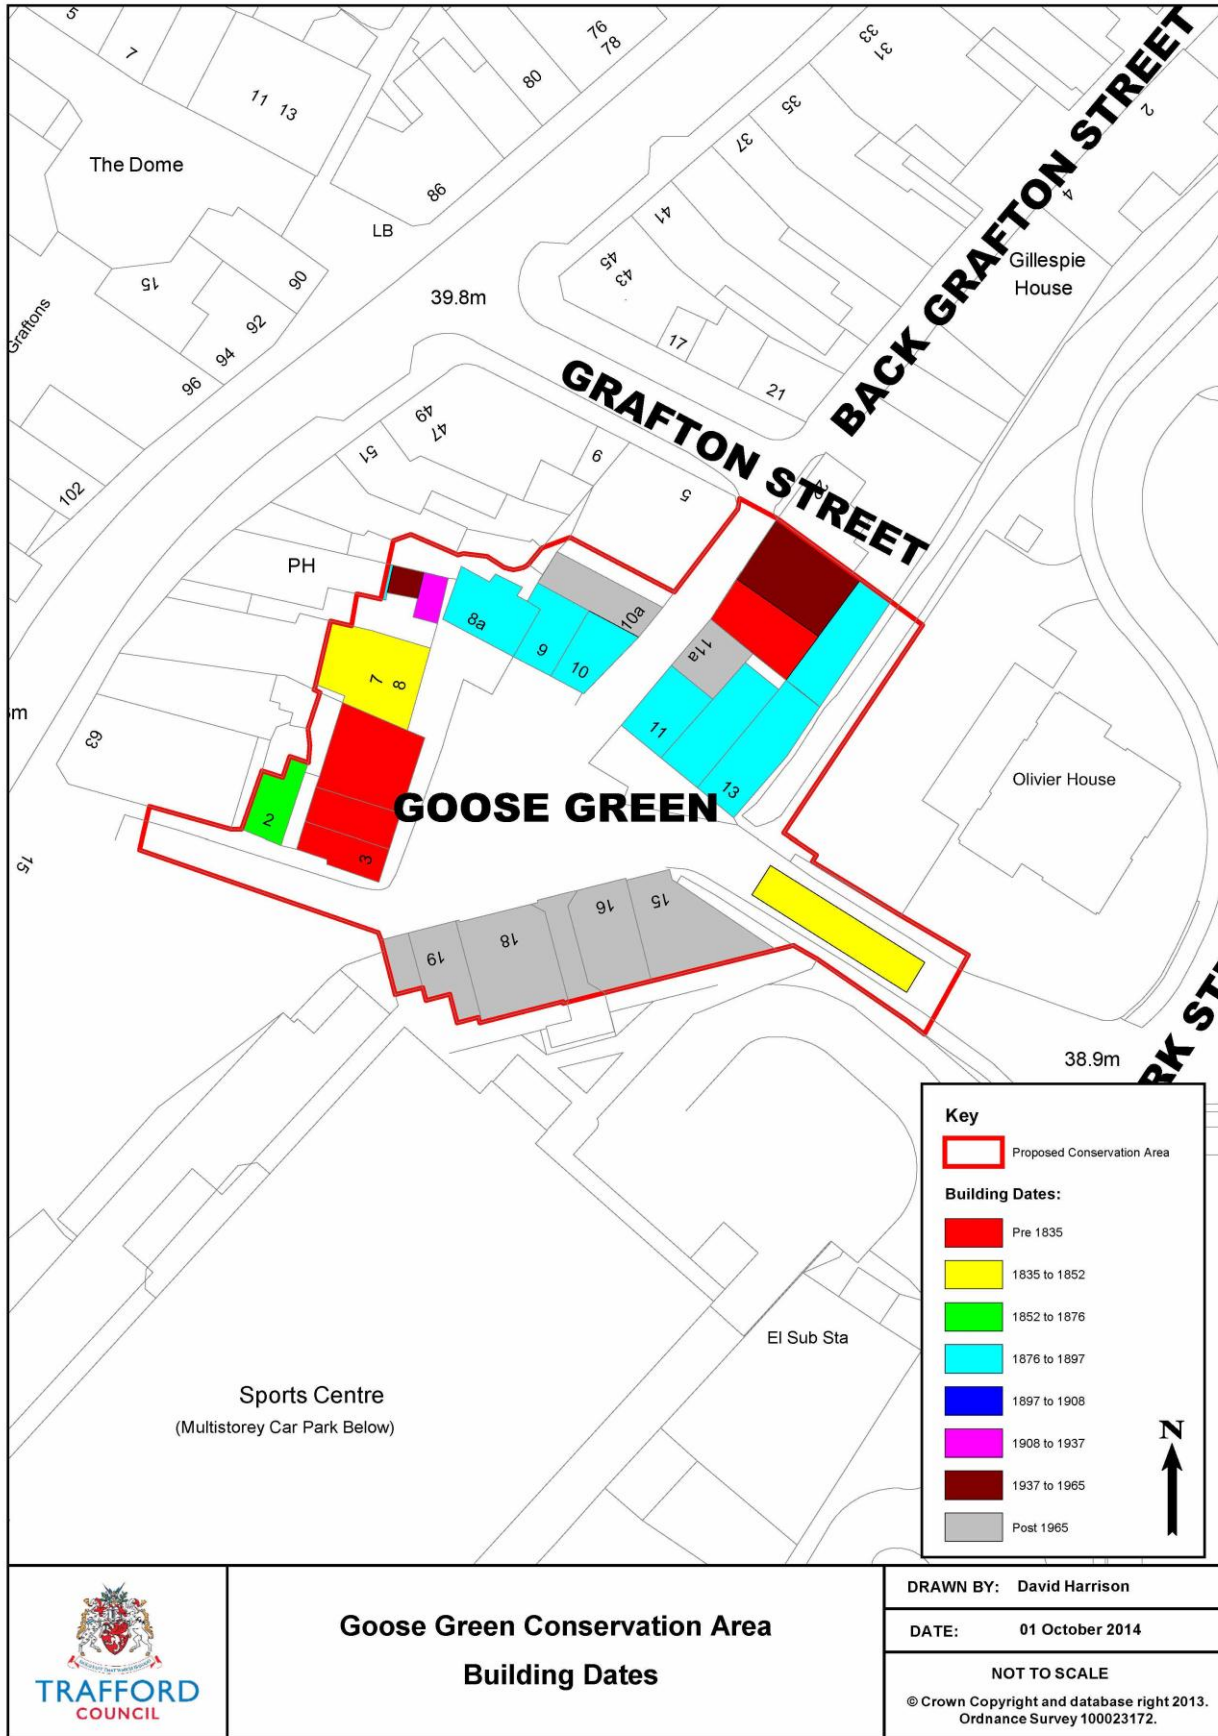 5
7
11 13
76
78
80
The Dome
86
LB
33
31
35
37
2
4
41
45
43
Gillespie
House
BACK GRAFTON STREET
15
90
39.8m
92
94
96
Graftons
17
21
GRAFTON STREET
49
47
51
9
5
20
102
PH
8a
9
10
10a
7
8
11a
11
13
63
2
3
GOOSE GREEN
Olivier House
15
19
18
16
15
38.9m
El Sub Sta
Sports Centre
(Multistorey Car Park Below)
Key
Proposed Conservation Area
Building Dates:
Pre 1835
1835 to 1852
1852 to 1876
1876 to 1897
1897 to 1908
1908 to 1937
1937 to 1965
Post 1965
N
TRAFFORD
COUNCIL
Goose Green Conservation Area
Building Dates
DRAWN BY: David Harrison
DATE: 01 October 2014
NOT TO SCALE
© Crown Copyright and database right 2013.
Ordnance Survey 100023172.